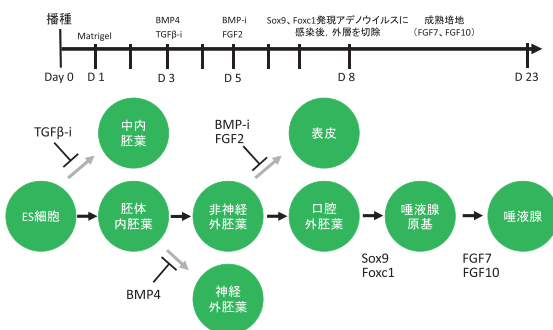 播種
Matrigel
BMP4
TGFβ-i
BMP-i
FGF2
Sox9、Foxc1発現アデノウイルスに
感染後，外層を切除
成熟培地
（FGF7、FGF10）
Day 0
D 1
D 3
D 5
D 8
D 23
TGFβ-i
中内
胚葉
BMP-i
FGF2
表皮
ES細胞
胚体
内胚葉
非神経
外胚葉
口腔
外胚葉
唾液腺
原基
唾液腺
Sox9
Foxc1
FGF7
FGF10
BMP4
神経
外胚葉